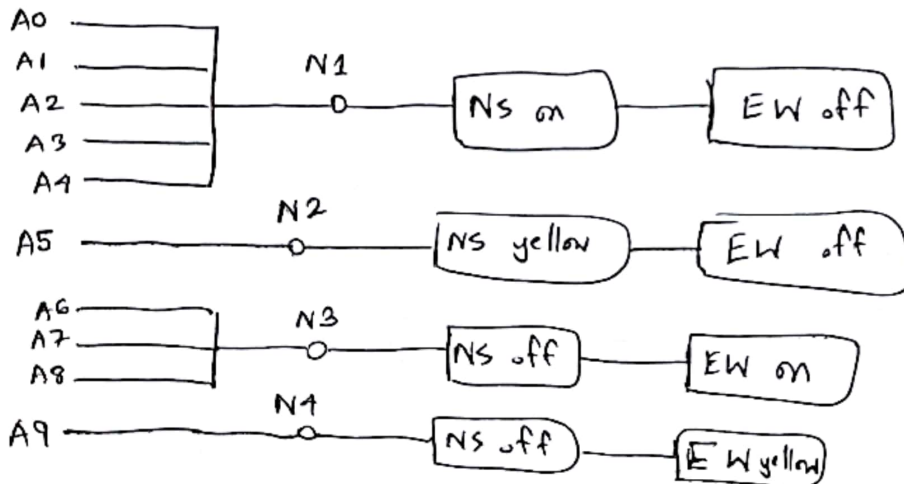 A0
A1 N1
A2 NS on EW off
A3
A4
N2
A5 NS yellow EW off
A6 N3
A7 NS off EW on
A8
N4
A9 NS off EW yellow